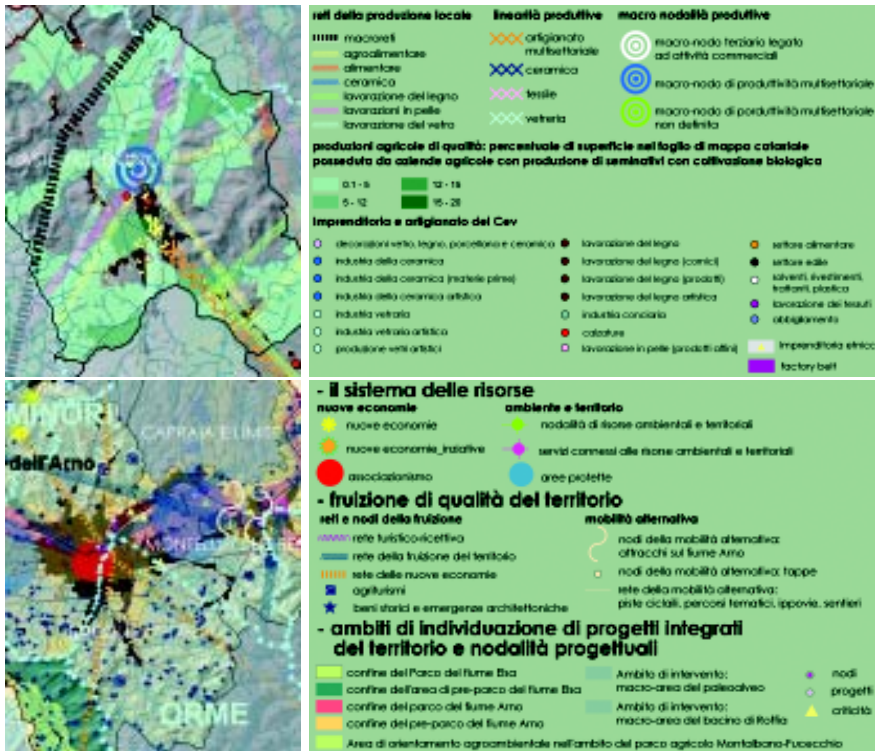 reti della produzione locale
macroreti
agroalimentare
alimentare
ceramica
lavorazione del legno
lavorazioni in pelle
lavorazione del vetro
linearità produttive
artigianato
multisettoriale
ceramica
tessile
vetreria
macro nodalità produttive
macro-nodo terziario legato
ad attività commerciali
macro-nodo di produttività multisettoriale
macro-nodo di porduttività multisettoriale
non definita
produzioni agricole di qualità: percentuale di superficie nel foglio di mappa catastale
posseduta da aziende agricole con produzione di seminativi con coltivazione biologica
0.1 - 5
5 - 12
12 - 15
15 - 20
Imprenditoria e artigianato del Cev
decorazioni vetro, legno, porcellana e ceramica
industria della ceramica
industria della ceramica (materie prime)
industria della ceramica artistica
industria vetraria
industria vetraria artistica
produzione vetri artistici
lavorazione del legno
lavorazione del legno (cornici)
lavorazione del legno (prodotti)
lavorazione del legno artistica
industria conciaria
calzature
lavorazione in pelle (prodotti affini)
settore alimentare
settore edile
solventi, rivestimenti,
trattanti, plastica
lavorazione dei tessuti
abbigliamento
Imprenditoria etnica
factory belt
MINORI
CAPRAIA E LIMITE
dell'Arno
ORME
- il sistema delle risorse
nuove economie
nuove economie
nuove economie_iniziative
associazionismo
ambiente e territorio
nodalità di risorse ambientali e territoriali
servizi connessi alle risorse ambientali e territoriali
aree protette
- fruizione di qualità del territorio
reti e nodi della fruizione
rete turistico-ricettiva
rete della fruizione del territorio
rete delle nuove economie
agriturismi
beni storici e emergenze architettoniche
mobilità alternativa
nodi della mobilità alternativa:
attracchi sul fiume Arno
nodi della mobilità alternativa: tappe
rete della mobilità alternativa:
piste ciclali, percorsi tematici, ippovie, sentieri
- ambiti di individuazione di progetti integrati
del territorio e nodalità progettuali
confine del Parco del fiume Elsa
confine dell'area di pre-parco del fiume Elsa
confine del parco del fiume Arno
confine del pre-parco del fiume Arno
Area di orientamento agroambientale nell'ambito del parco agricolo Montalbano-Fucecchio
Ambito di intervento:
macro-area del paleoalveo
Ambito di intervento:
macro-area del bacino di Roffia
nodi
progetti
criticità